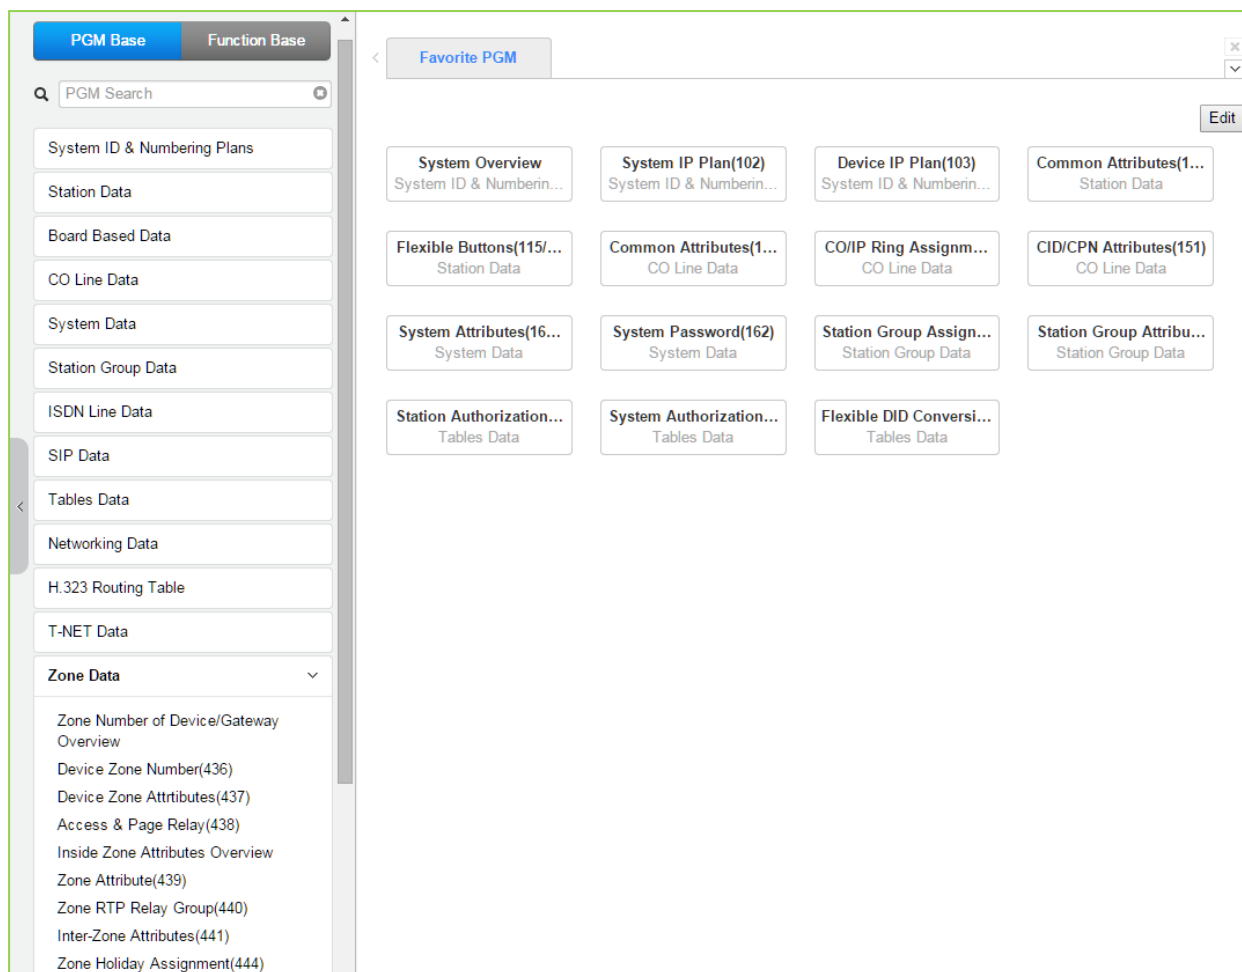 PGM Base
Function Base
PGM Search
System ID & Numbering Plans
Station Data
Board Based Data
CO Line Data
System Data
Station Group Data
ISDN Line Data
SIP Data
Tables Data
Networking Data
H.323 Routing Table
T-NET Data
Zone Data
Zone Number of Device/Gateway
Overview
Device Zone Number(436)
Device Zone Attrtibutes(437)
Access & Page Relay(438)
Inside Zone Attributes Overview
Zone Attribute(439)
Zone RTP Relay Group(440)
Inter-Zone Attributes(441)
Zone Holiday Assignment(444)
Favorite PGM
Edit
System Overview
System ID & Numberin...
System IP Plan(102)
System ID & Numberin...
Device IP Plan(103)
System ID & Numberin...
Common Attributes(1...
Station Data
Flexible Buttons(115/...
Station Data
Common Attributes(1...
CO Line Data
CO/IP Ring Assignm...
CO Line Data
CID/CPN Attributes(151)
CO Line Data
System Attributes(16...
System Data
System Password(162)
System Data
Station Group Assign...
Station Group Data
Station Group Attribu...
Station Group Data
Station Authorization...
Tables Data
System Authorization...
Tables Data
Flexible DID Conversi...
Tables Data